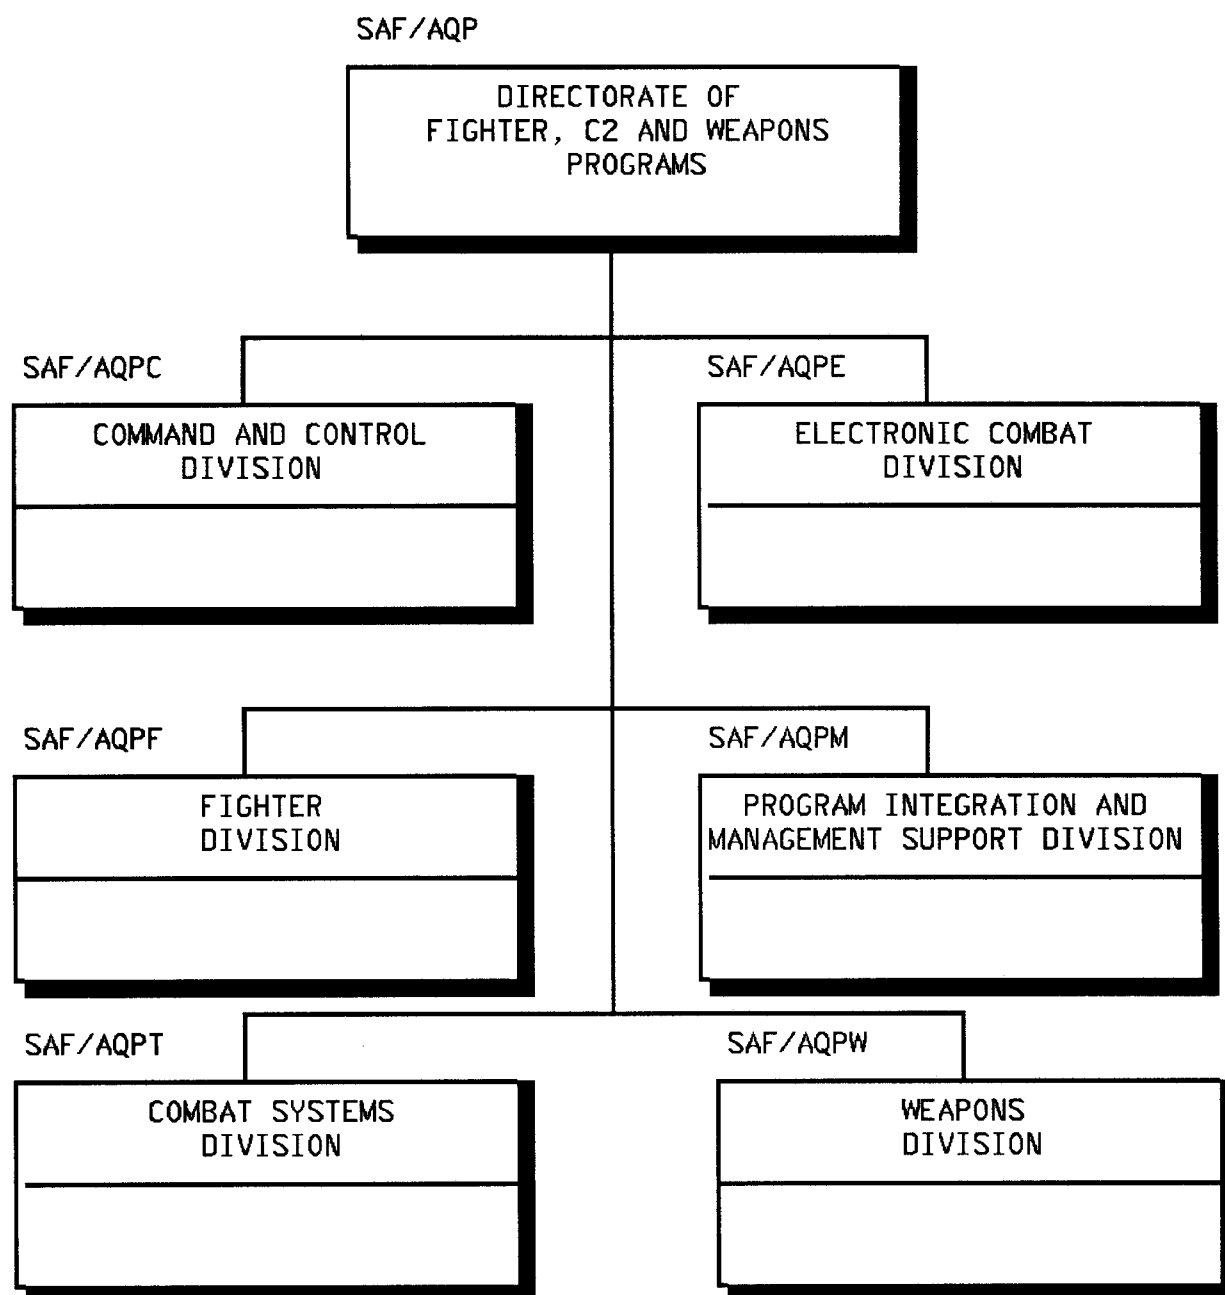 SAF/AQP
DIRECTORATE OF
FIGHTER, C2 AND WEAPONS
PROGRAMS
SAF/AQPC
COMMAND AND CONTROL
DIVISION
SAF/AQPE
ELECTRONIC COMBAT
DIVISION
SAF/AQPF
FIGHTER
DIVISION
SAF/AQPM
PROGRAM INTEGRATION AND
MANAGEMENT SUPPORT DIVISION
SAF/AQPT
COMBAT SYSTEMS
DIVISION
SAF/AQPW
WEAPONS
DIVISION